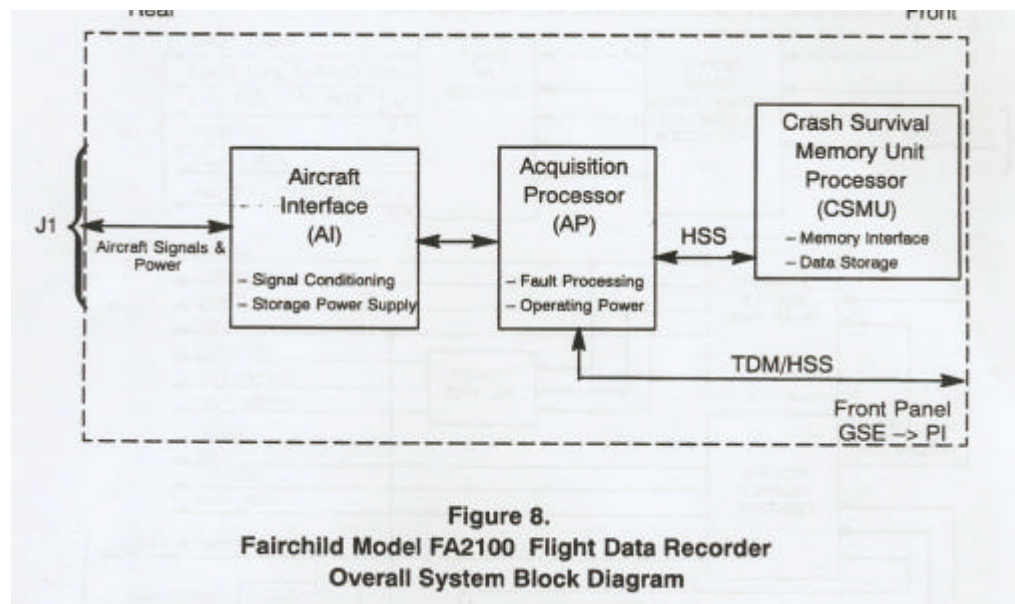 Rear
Front
Crash Survival
Memory Unit
Processor
(CSMU)
– Memory Interface
– Data Storage
Aircraft
Interface
(AI)
– Signal Conditioning
– Storage Power Supply
Acquisition
Processor
(AP)
– Fault Processing
– Operating Power
J1
Aircraft Signals &
Power
HSS
TDM/HSS
Front Panel
GSE –> PI
Figure 8.
Fairchild Model FA2100 Flight Data Recorder
Overall System Block Diagram